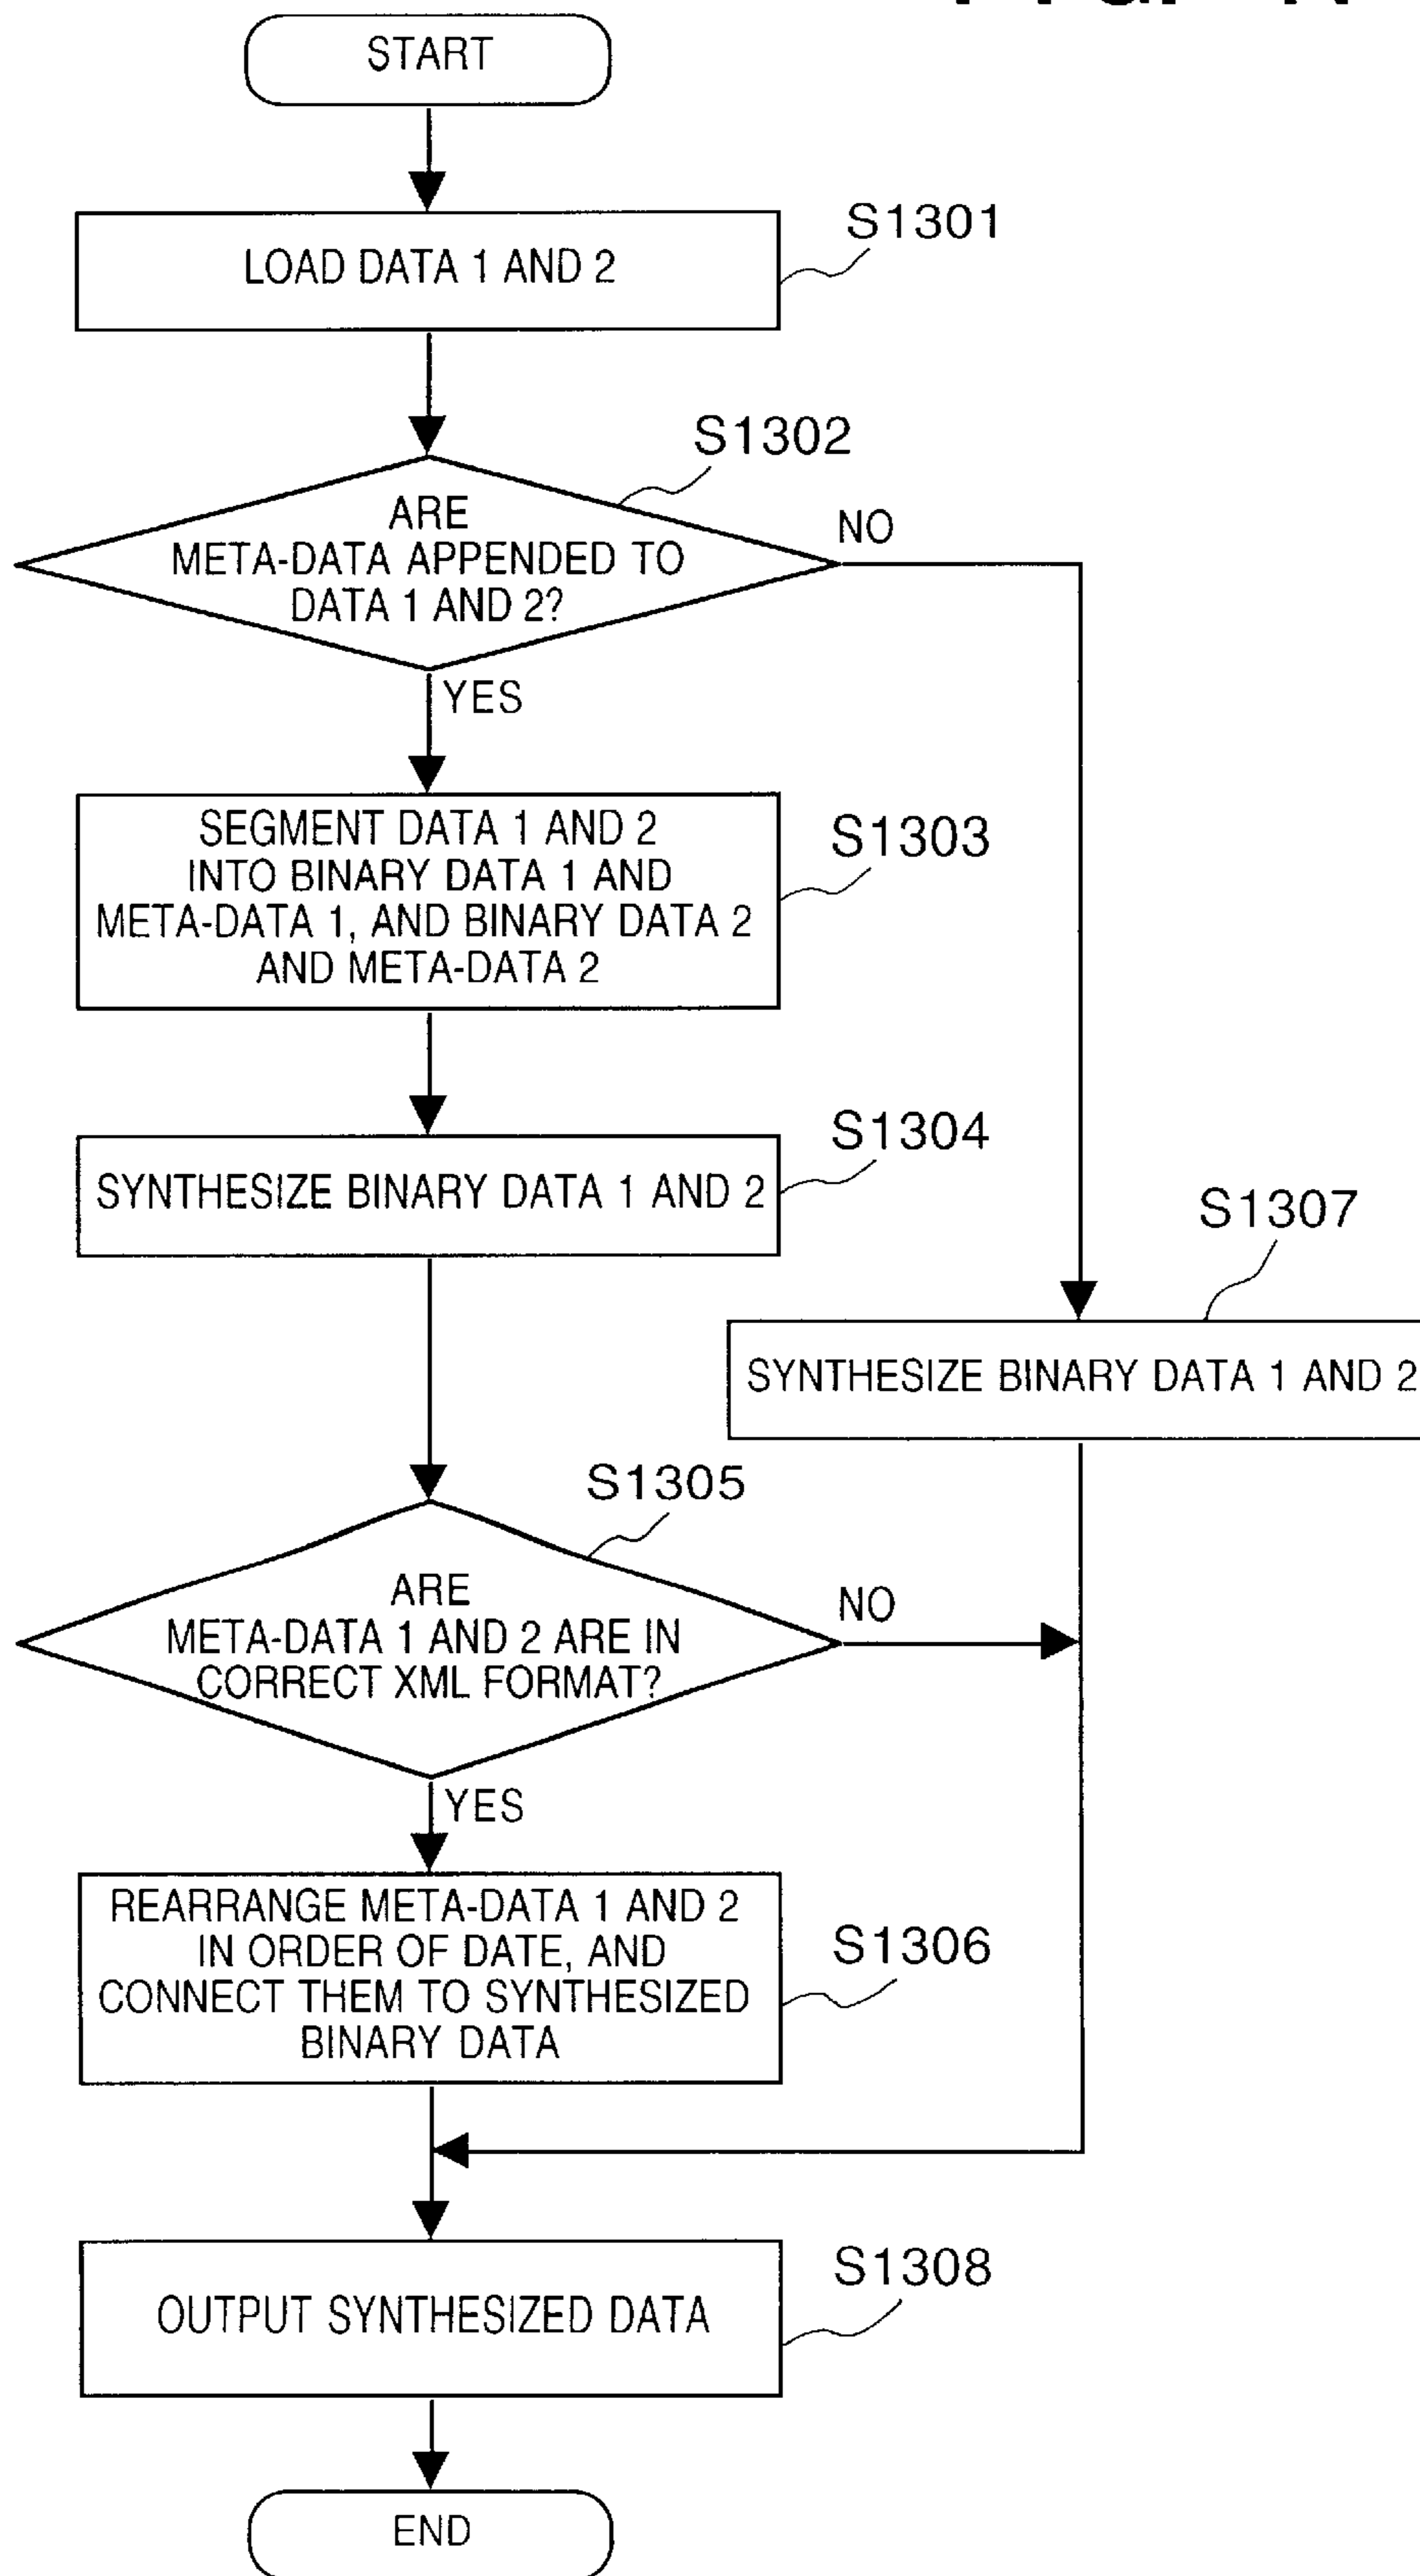 START
S1301
LOAD DATA 1 AND 2
S1302
ARE
META-DATA APPENDED TO
DATA 1 AND 2?
NO
YES
SEGMENT DATA 1 AND 2
INTO BINARY DATA 1 AND
META-DATA 1, AND BINARY DATA 2
AND META-DATA 2
S1303
S1304
SYNTHESIZE BINARY DATA 1 AND 2
S1307
SYNTHESIZE BINARY DATA 1 AND 2
S1305
ARE
META-DATA 1 AND 2 ARE IN
CORRECT XML FORMAT?
NO
YES
REARRANGE META-DATA 1 AND 2
IN ORDER OF DATE, AND
CONNECT THEM TO SYNTHESIZED
BINARY DATA
S1306
S1308
OUTPUT SYNTHESIZED DATA
END